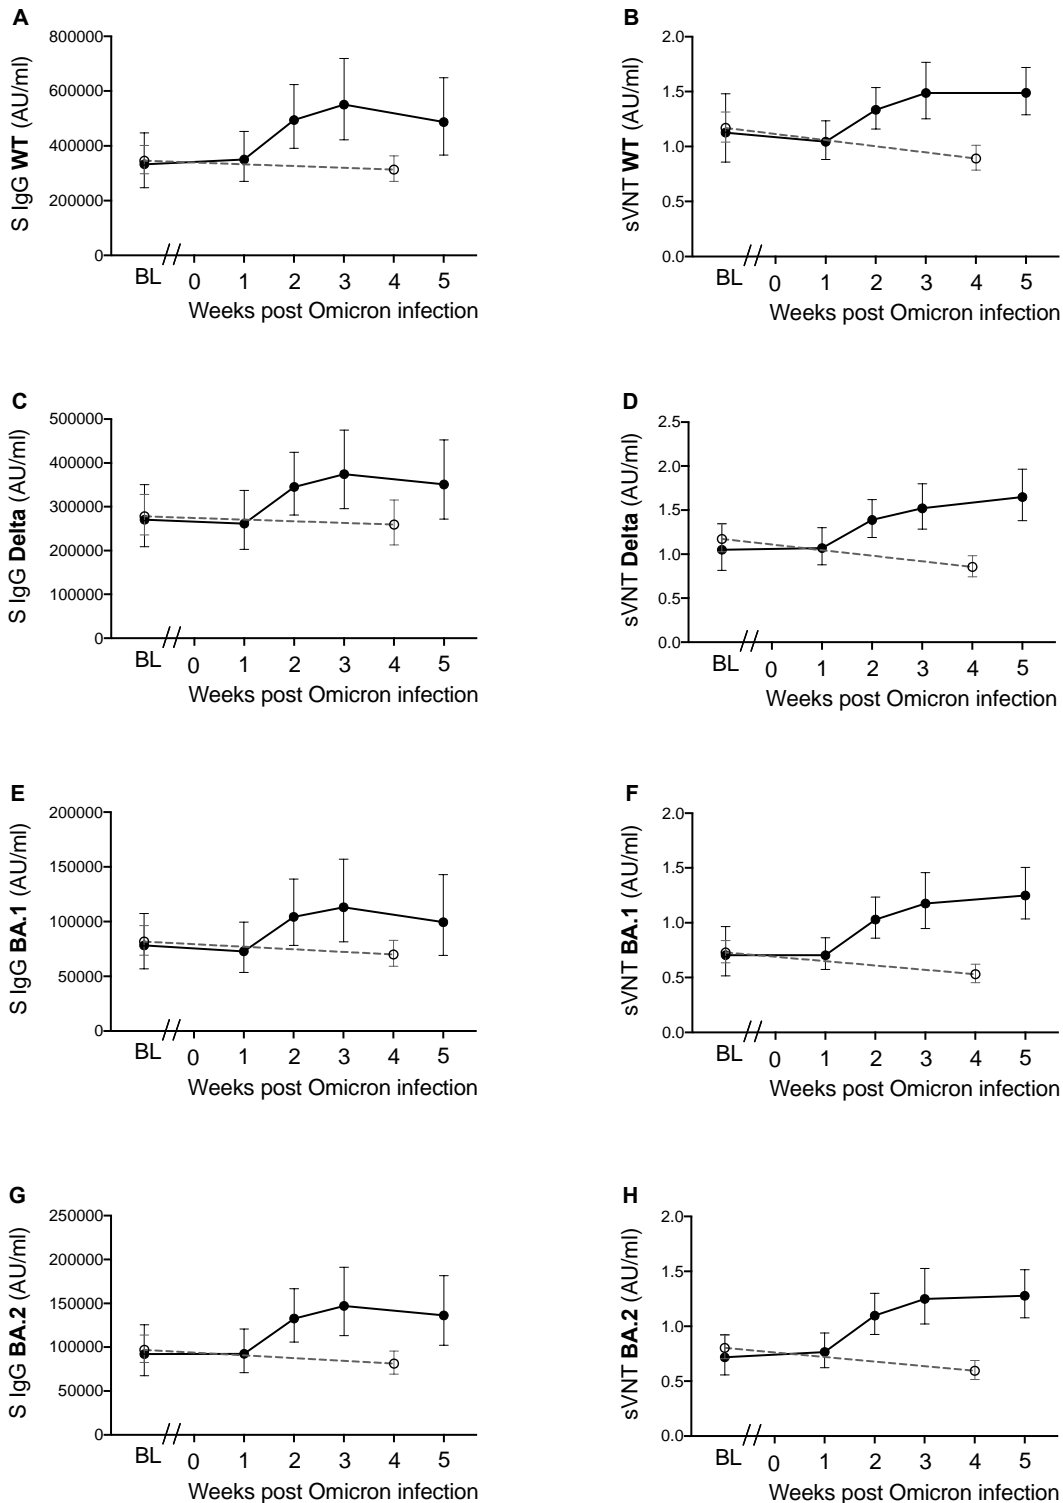 A
S IgG WT (AU/ml)
800000
600000
400000
200000
0
BL 0 1 2 3 4 5
Weeks post Omicron infection
B
sVNT WT (AU/ml)
2.0
1.5
1.0
0.5
0.0
BL 0 1 2 3 4 5
Weeks post Omicron infection
C
S IgG Delta (AU/ml)
500000
400000
300000
200000
100000
0
BL 0 1 2 3 4 5
Weeks post Omicron infection
D
sVNT Delta (AU/ml)
2.5
2.0
1.5
1.0
0.5
0.0
BL 0 1 2 3 4 5
Weeks post Omicron infection
E
S IgG BA.1 (AU/ml)
200000
150000
100000
50000
0
BL 0 1 2 3 4 5
Weeks post Omicron infection
F
sVNT BA.1 (AU/ml)
2.0
1.5
1.0
0.5
0.0
BL 0 1 2 3 4 5
Weeks post Omicron infection
G
S IgG BA.2 (AU/ml)
250000
200000
150000
100000
50000
0
BL 0 1 2 3 4 5
Weeks post Omicron infection
H
sVNT BA.2 (AU/ml)
2.0
1.5
1.0
0.5
0.0
BL 0 1 2 3 4 5
Weeks post Omicron infection